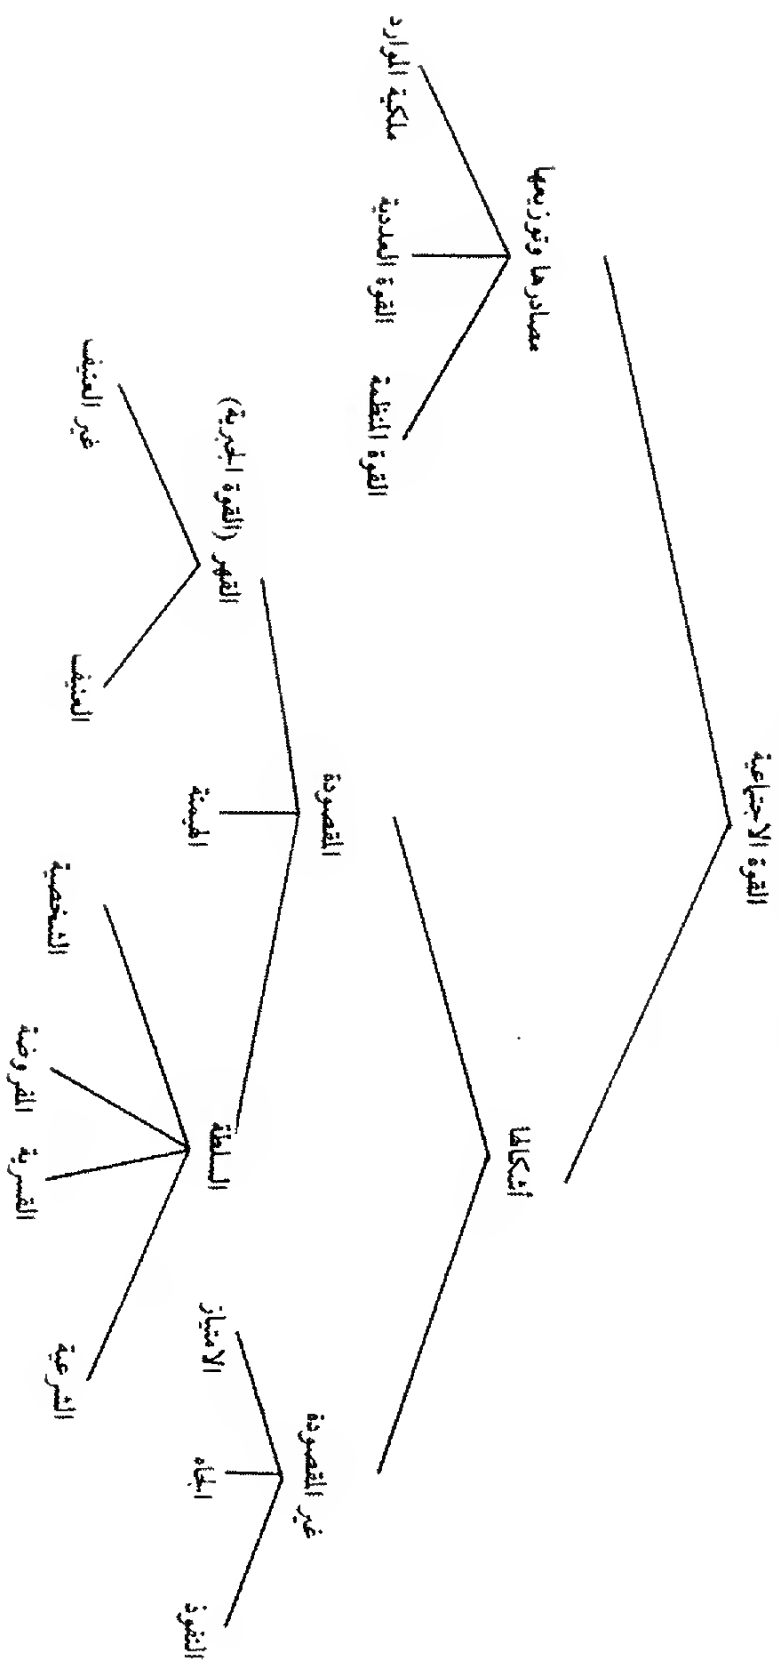 القوة الاجتماعية
أشكالها
مصادرها وتوزيعها
القوة المنظمة
القوة العددية
ملكية الموارد
غير المقصودة
المقصودة
النفوذ
الجاه
الامتياز
السلطة
الهيمنة
القهر (القوة الجبرية)
الشرعية
القسرية
المفروضة
الشخصية
العنيف
غير العنيف